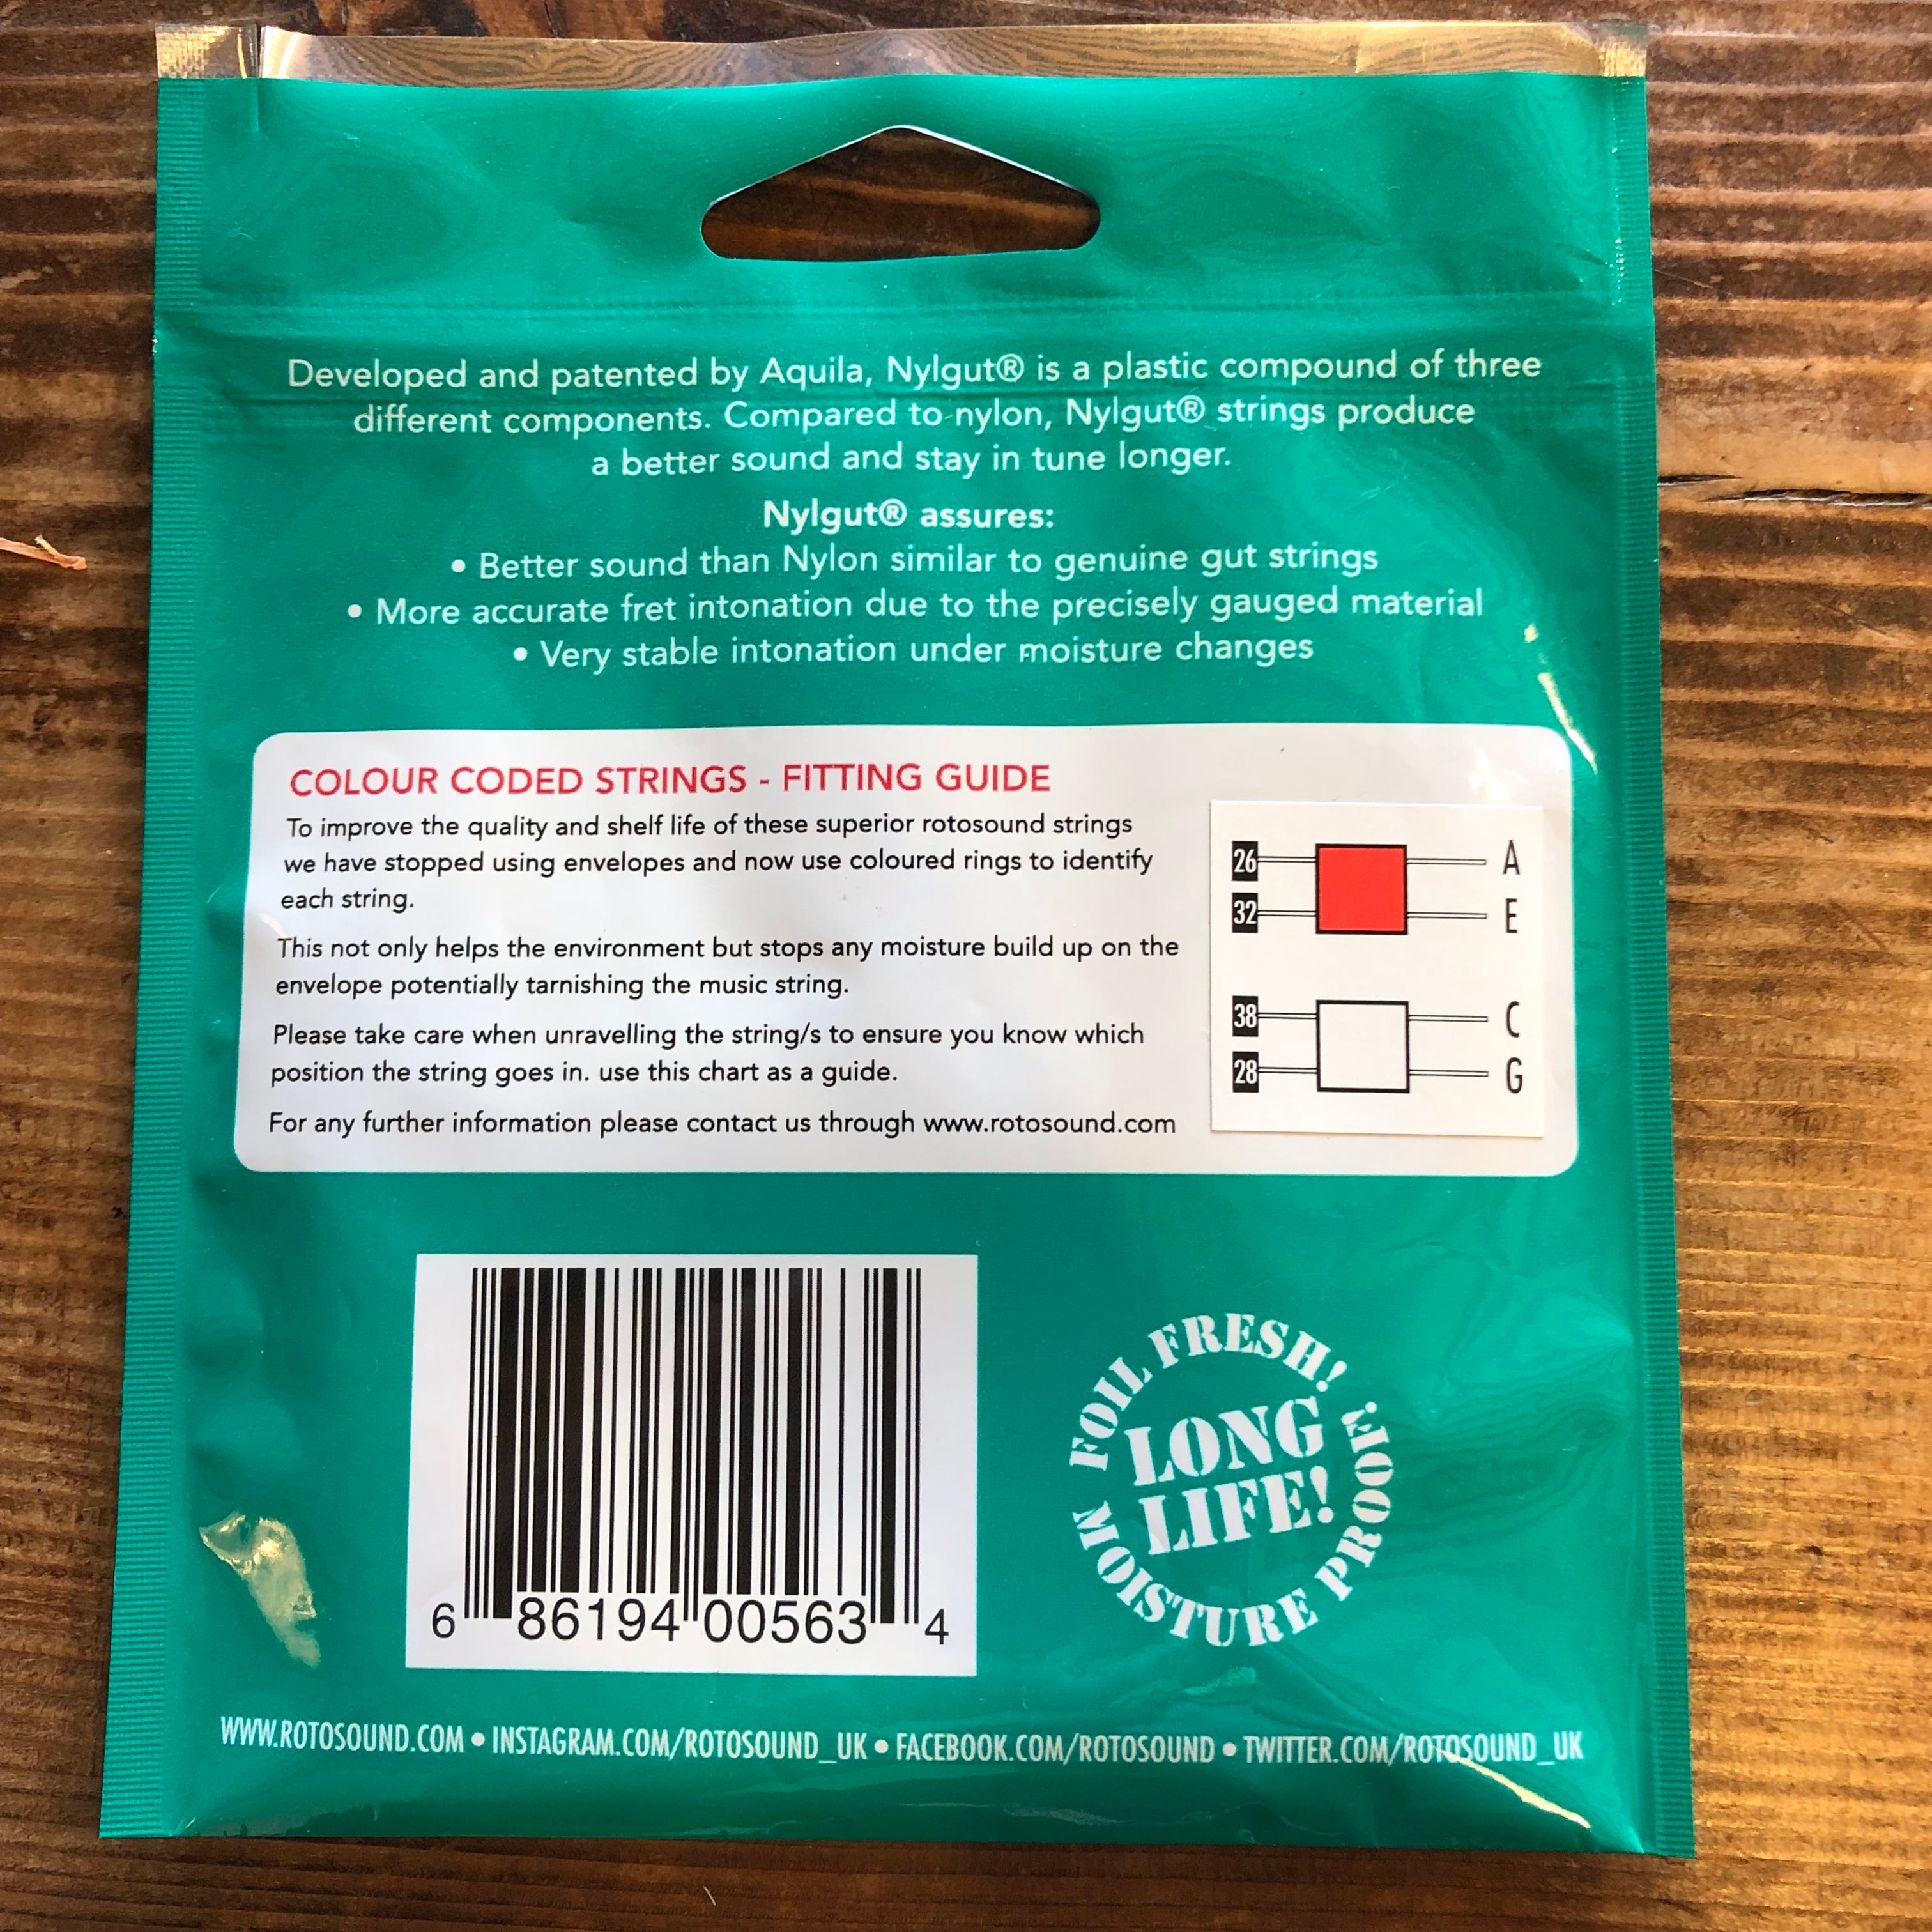 Developed and patented by Aquila, Nylgut® is a plastic compound of three
different components. Compared to nylon, Nylgut® strings produce
a better sound and stay in tune longer.
Nylgut® assures:
• Better sound than Nylon similar to genuine gut strings
• More accurate fret intonation due to the precisely gauged material
• Very stable intonation under moisture changes
COLOUR CODED STRINGS - FITTING GUIDE
To improve the quality and shelf life of these superior rotosound strings
we have stopped using envelopes and now use coloured rings to identify
each string.
This not only helps the environment but stops any moisture build up on the
envelope potentially tarnishing the music string.
Please take care when unravelling the string/s to ensure you know which
position the string goes in. use this chart as a guide.
For any further information please contact us through www.rotosound.com
26 A
32 E
38 C
28 G
6 86194 00563 4
FOIL FRESH!
LONG
LIFE!
MOISTURE PROOF!
WWW.ROTOSOUND.COM • INSTAGRAM.COM/ROTOSOUND_UK • FACEBOOK.COM/ROTOSOUND • TWITTER.COM/ROTOSOUND_UK